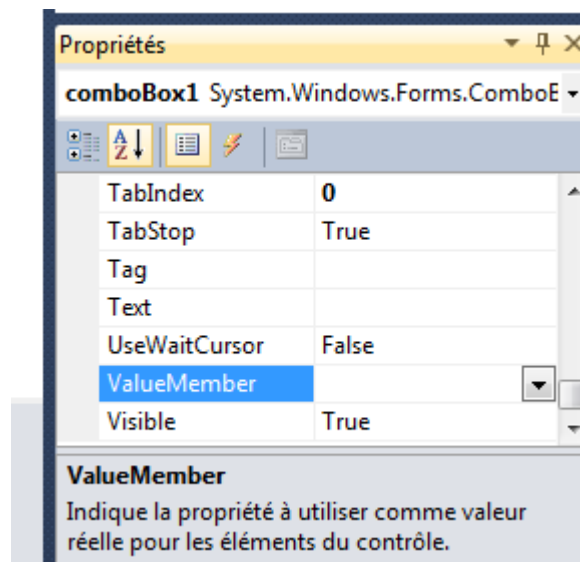 Propriétés
comboBox1 System.Windows.Forms.ComboB
A
Z
TabIndex 0
TabStop True
Tag
Text
UseWaitCursor False
ValueMember
Visible True
ValueMember
Indique la propriété à utiliser comme valeur
réelle pour les éléments du contrôle.